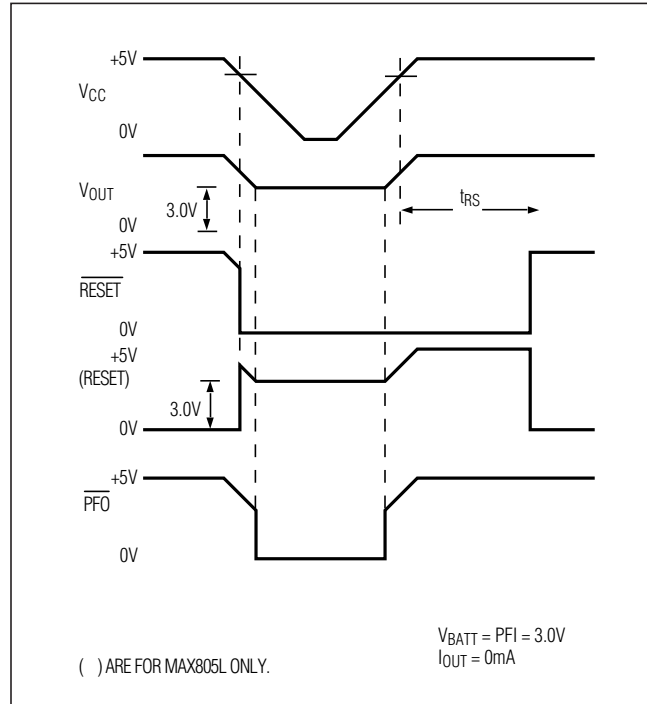 +5V
VCC
0V
VOUT
3.0V
tRS
0V
+5V
RESET
0V
+5V
(RESET)
3.0V
0V
+5V
PFO
0V
VBATT = PFI = 3.0V
IOUT = 0mA
( ) ARE FOR MAX805L ONLY.